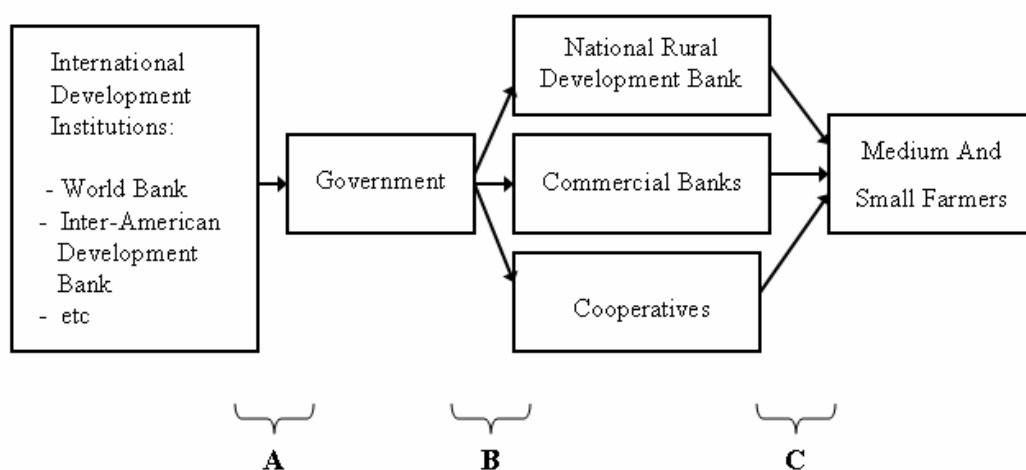 International
Development
Institutions:
- World Bank
- Inter-American
Development
Bank
- etc
Government
National Rural
Development Bank
Commercial Banks
Cooperatives
Medium And
Small Farmers
A
B
C